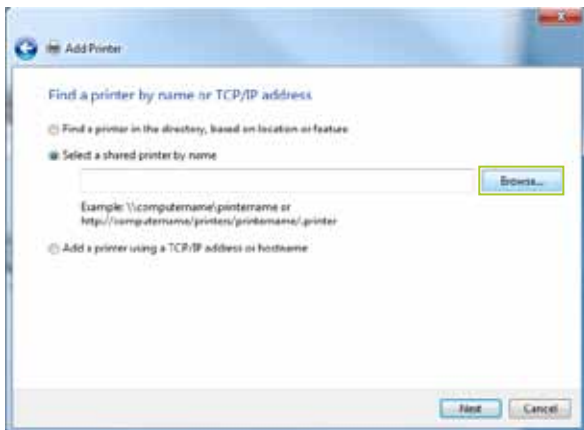 Add Printer
Find a printer by name or TCP/IP address
Find a printer in the directory, based on location or feature
Select a shared printer by name
Browse...
Example: \\computername\printername or
http://computername/printers/printername/.printer
Add a printer using a TCP/IP address or hostname
Next
Cancel